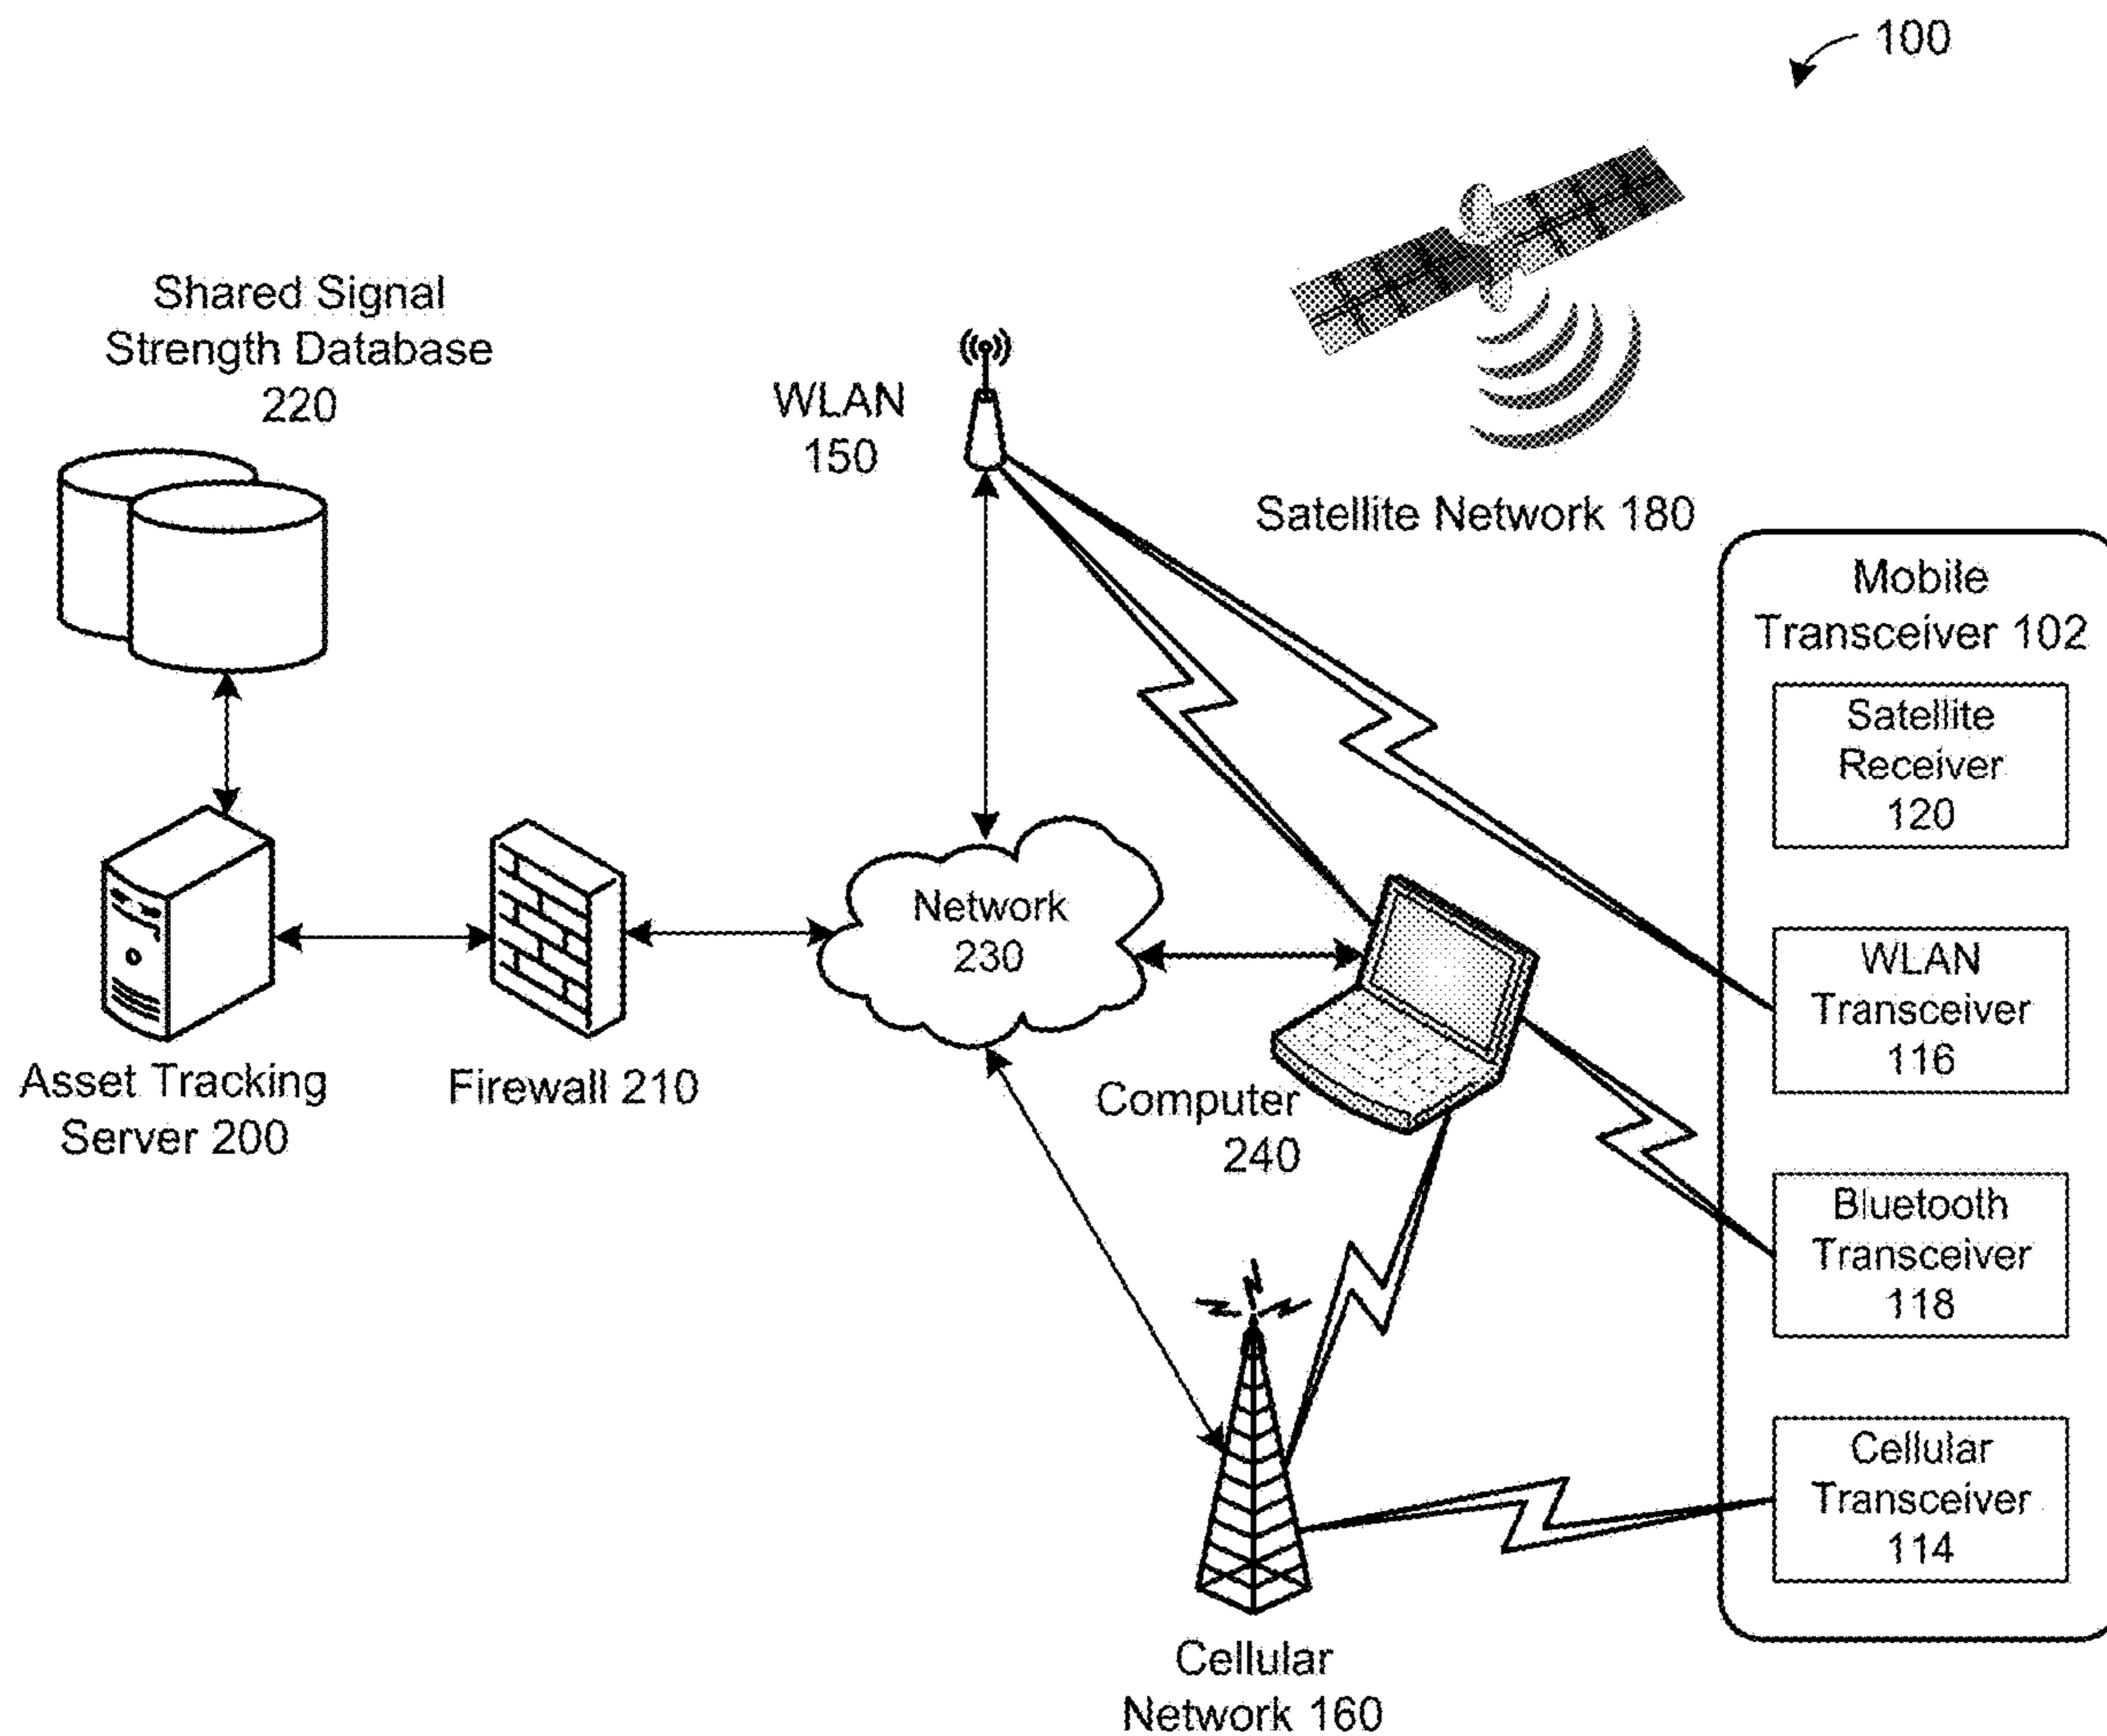 100
Shared Signal
Strength Database
220
WLAN
150
Satellite Network 180
Mobile
Transceiver 102
Satellite
Receiver
120
WLAN
Transceiver
116
Bluetooth
Transceiver
118
Cellular
Transceiver
114
Network
230
Asset Tracking
Server 200
Firewall 210
Computer
240
Cellular
Network 160